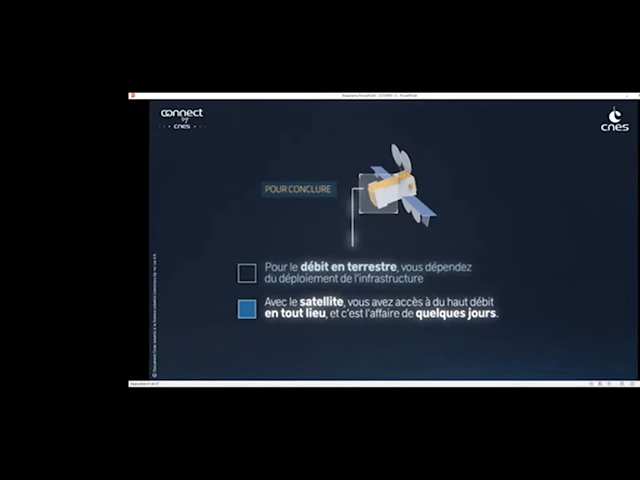 connect
by
cnes
cnes
POUR CONCLURE
Pour le débit en terrestre, vous dépendez
du déploiement de l'infrastructure
Avec le satellite, vous avez accès à du haut débit
en tout lieu, et c'est l'affaire de quelques jours.